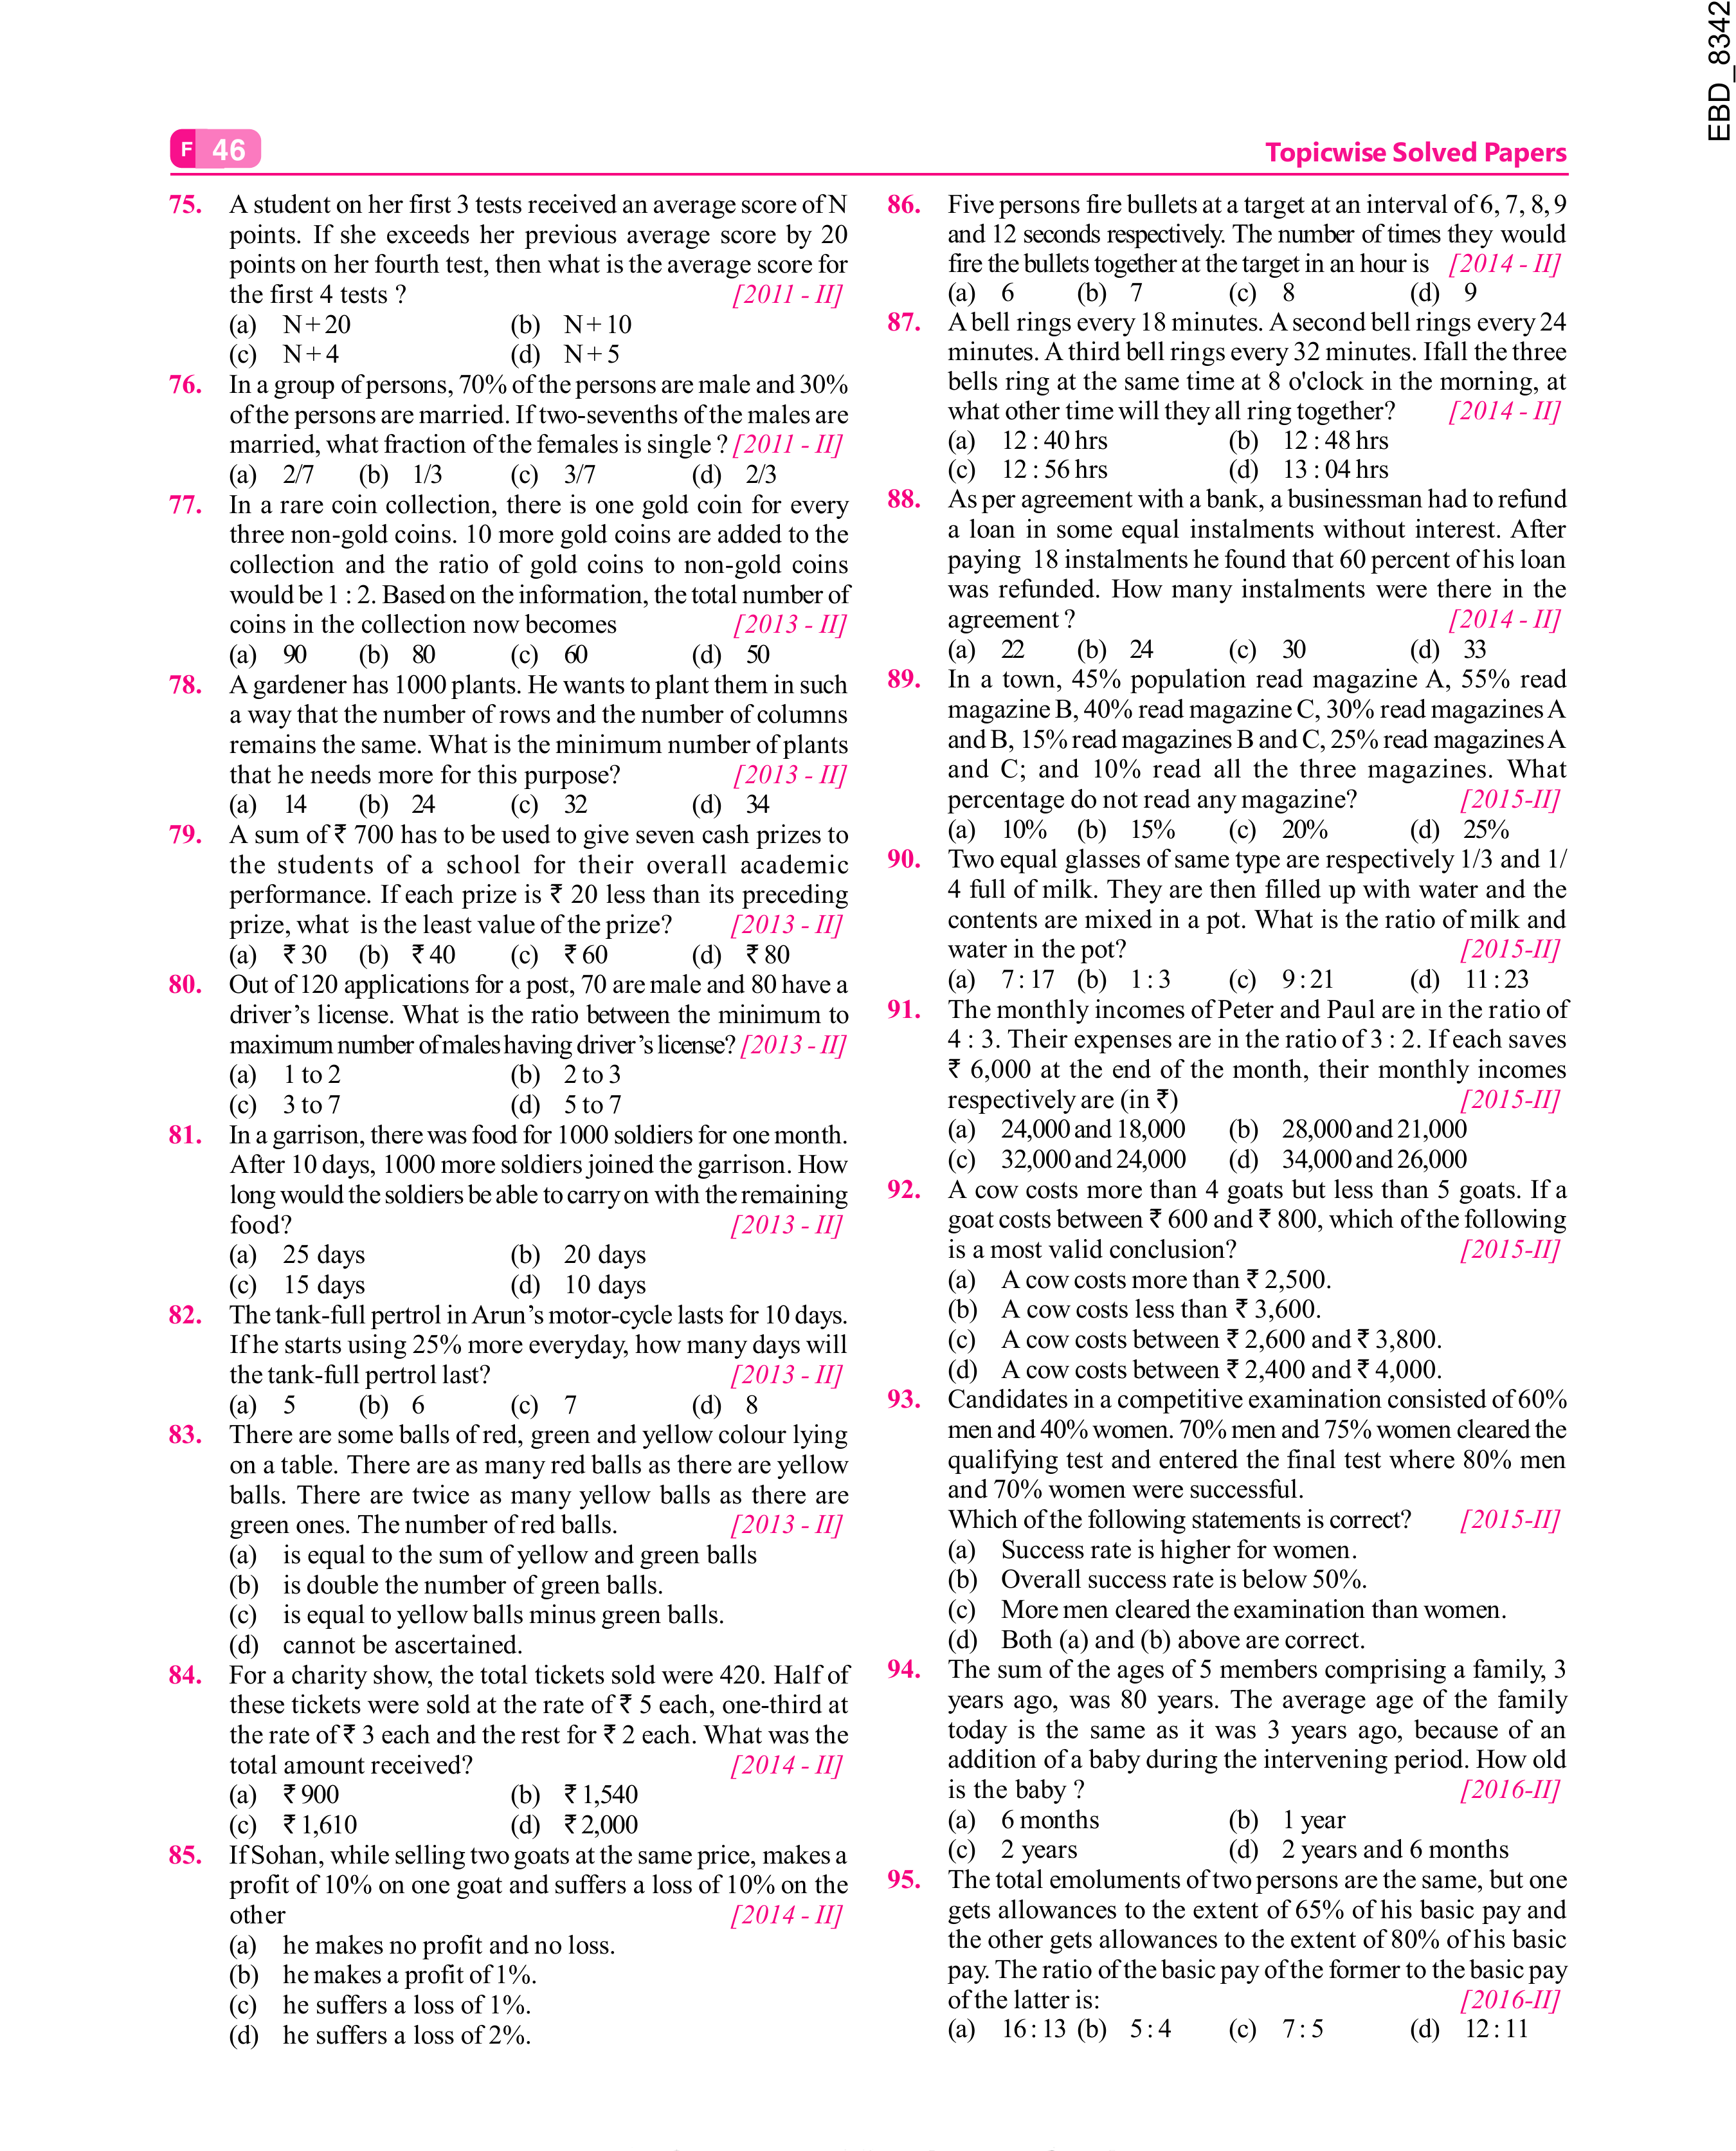 EBD_8342
F 46
Topicwise Solved Papers
75. A student on her first 3 tests received an average score of N
points. If she exceeds her previous average score by 20
points on her fourth test, then what is the average score for
the first 4 tests ? [2011 - II]
(a) N + 20 (b) N + 10
(c) N + 4 (d) N + 5
76. In a group of persons, 70% of the persons are male and 30%
of the persons are married. If two-sevenths of the males are
married, what fraction of the females is single ? [2011 - II]
(a) 2/7 (b) 1/3 (c) 3/7 (d) 2/3
77. In a rare coin collection, there is one gold coin for every
three non-gold coins. 10 more gold coins are added to the
collection and the ratio of gold coins to non-gold coins
would be 1 : 2. Based on the information, the total number of
coins in the collection now becomes [2013 - II]
(a) 90 (b) 80 (c) 60 (d) 50
78. A gardener has 1000 plants. He wants to plant them in such
a way that the number of rows and the number of columns
remains the same. What is the minimum number of plants
that he needs more for this purpose? [2013 - II]
(a) 14 (b) 24 (c) 32 (d) 34
79. A sum of ₹ 700 has to be used to give seven cash prizes to
the students of a school for their overall academic
performance. If each prize is ₹ 20 less than its preceding
prize, what is the least value of the prize? [2013 - II]
(a) ₹ 30 (b) ₹ 40 (c) ₹ 60 (d) ₹ 80
80. Out of 120 applications for a post, 70 are male and 80 have a
driver's license. What is the ratio between the minimum to
maximum number of males having driver's license? [2013 - II]
(a) 1 to 2 (b) 2 to 3
(c) 3 to 7 (d) 5 to 7
81. In a garrison, there was food for 1000 soldiers for one month.
After 10 days, 1000 more soldiers joined the garrison. How
long would the soldiers be able to carry on with the remaining
food? [2013 - II]
(a) 25 days (b) 20 days
(c) 15 days (d) 10 days
82. The tank-full pertrol in Arun's motor-cycle lasts for 10 days.
If he starts using 25% more everyday, how many days will
the tank-full pertrol last? [2013 - II]
(a) 5 (b) 6 (c) 7 (d) 8
83. There are some balls of red, green and yellow colour lying
on a table. There are as many red balls as there are yellow
balls. There are twice as many yellow balls as there are
green ones. The number of red balls. [2013 - II]
(a) is equal to the sum of yellow and green balls
(b) is double the number of green balls.
(c) is equal to yellow balls minus green balls.
(d) cannot be ascertained.
84. For a charity show, the total tickets sold were 420. Half of
these tickets were sold at the rate of ₹ 5 each, one-third at
the rate of ₹ 3 each and the rest for ₹ 2 each. What was the
total amount received? [2014 - II]
(a) ₹ 900 (b) ₹ 1,540
(c) ₹ 1,610 (d) ₹ 2,000
85. If Sohan, while selling two goats at the same price, makes a
profit of 10% on one goat and suffers a loss of 10% on the
other [2014 - II]
(a) he makes no profit and no loss.
(b) he makes a profit of 1%.
(c) he suffers a loss of 1%.
(d) he suffers a loss of 2%.
86. Five persons fire bullets at a target at an interval of 6, 7, 8, 9
and 12 seconds respectively. The number of times they would
fire the bullets together at the target in an hour is [2014 - II]
(a) 6 (b) 7 (c) 8 (d) 9
87. A bell rings every 18 minutes. A second bell rings every 24
minutes. A third bell rings every 32 minutes. Ifall the three
bells ring at the same time at 8 o'clock in the morning, at
what other time will they all ring together? [2014 - II]
(a) 12 : 40 hrs (b) 12 : 48 hrs
(c) 12 : 56 hrs (d) 13 : 04 hrs
88. As per agreement with a bank, a businessman had to refund
a loan in some equal instalments without interest. After
paying 18 instalments he found that 60 percent of his loan
was refunded. How many instalments were there in the
agreement ? [2014 - II]
(a) 22 (b) 24 (c) 30 (d) 33
89. In a town, 45% population read magazine A, 55% read
magazine B, 40% read magazine C, 30% read magazines A
and B, 15% read magazines B and C, 25% read magazines A
and C; and 10% read all the three magazines. What
percentage do not read any magazine? [2015-II]
(a) 10% (b) 15% (c) 20% (d) 25%
90. Two equal glasses of same type are respectively 1/3 and 1/
4 full of milk. They are then filled up with water and the
contents are mixed in a pot. What is the ratio of milk and
water in the pot? [2015-II]
(a) 7 : 17 (b) 1 : 3 (c) 9 : 21 (d) 11 : 23
91. The monthly incomes of Peter and Paul are in the ratio of
4 : 3. Their expenses are in the ratio of 3 : 2. If each saves
₹ 6,000 at the end of the month, their monthly incomes
respectively are (in ₹) [2015-II]
(a) 24,000 and 18,000 (b) 28,000 and 21,000
(c) 32,000 and 24,000 (d) 34,000 and 26,000
92. A cow costs more than 4 goats but less than 5 goats. If a
goat costs between ₹ 600 and ₹ 800, which of the following
is a most valid conclusion? [2015-II]
(a) A cow costs more than ₹ 2,500.
(b) A cow costs less than ₹ 3,600.
(c) A cow costs between ₹ 2,600 and ₹ 3,800.
(d) A cow costs between ₹ 2,400 and ₹ 4,000.
93. Candidates in a competitive examination consisted of 60%
men and 40% women. 70% men and 75% women cleared the
qualifying test and entered the final test where 80% men
and 70% women were successful.
Which of the following statements is correct? [2015-II]
(a) Success rate is higher for women.
(b) Overall success rate is below 50%.
(c) More men cleared the examination than women.
(d) Both (a) and (b) above are correct.
94. The sum of the ages of 5 members comprising a family, 3
years ago, was 80 years. The average age of the family
today is the same as it was 3 years ago, because of an
addition of a baby during the intervening period. How old
is the baby ? [2016-II]
(a) 6 months (b) 1 year
(c) 2 years (d) 2 years and 6 months
95. The total emoluments of two persons are the same, but one
gets allowances to the extent of 65% of his basic pay and
the other gets allowances to the extent of 80% of his basic
pay. The ratio of the basic pay of the former to the basic pay
of the latter is: [2016-II]
(a) 16 : 13 (b) 5 : 4 (c) 7 : 5 (d) 12 : 11